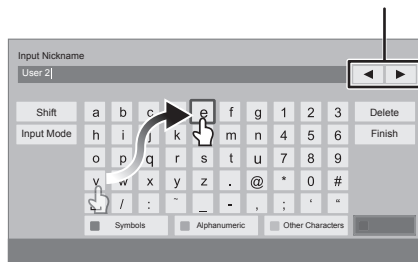 Input Nickname
User 2
◀ ▶
Shift a b c e f g 1 2 3 Delete
Input Mode h i j k m n 4 5 6 Finish
o p q r s t u 7 8 9
v w x y z . @ * 0 #
/ : ~ _ - , ; ‘ “
Symbols Alphanumeric Other Characters